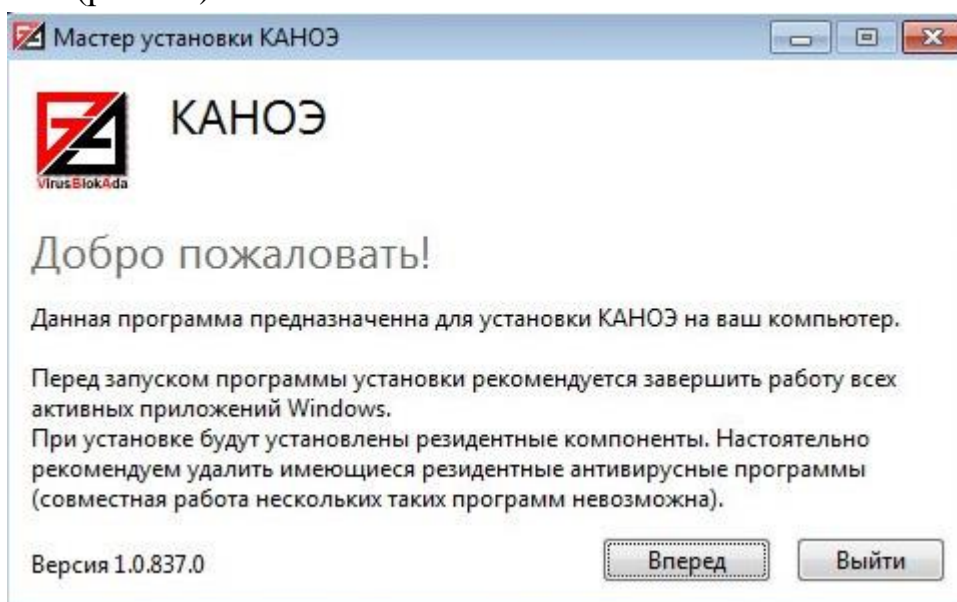 Мастер установки КАНОЭ
КАНОЭ
VirusBlokAda
Добро пожаловать!
Данная программа предназначенна для установки КАНОЭ на ваш компьютер.
Перед запуском программы установки рекомендуется завершить работу всех
активных приложений Windows.
При установке будут установлены резидентные компоненты. Настоятельно
рекомендуем удалить имеющиеся резидентные антивирусные программы
(совместная работа нескольких таких программ невозможна).
Версия 1.0.837.0
Вперед
Выйти